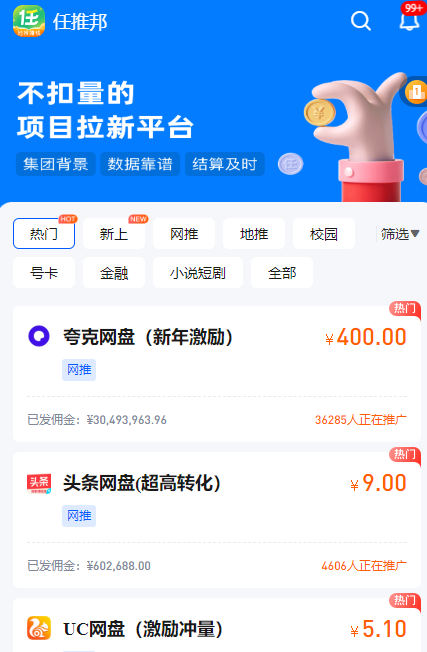 任推邦
99+
不扣量的
项目拉新平台
集团背景 数据靠谱 结算及时
热门 HOT 新上 NEW 网推 地推 校园 筛选▼
号卡 金融 小说短剧 全部
热门
夸克网盘（新年激励） ¥400.00
网推
已发佣金：¥30,493,963.96 36285人正在推广
热门
头条 头条网盘(超高转化） ¥9.00
网推
已发佣金：¥602,688.00 4606人正在推广
热门
UC网盘（激励冲量） ¥5.10